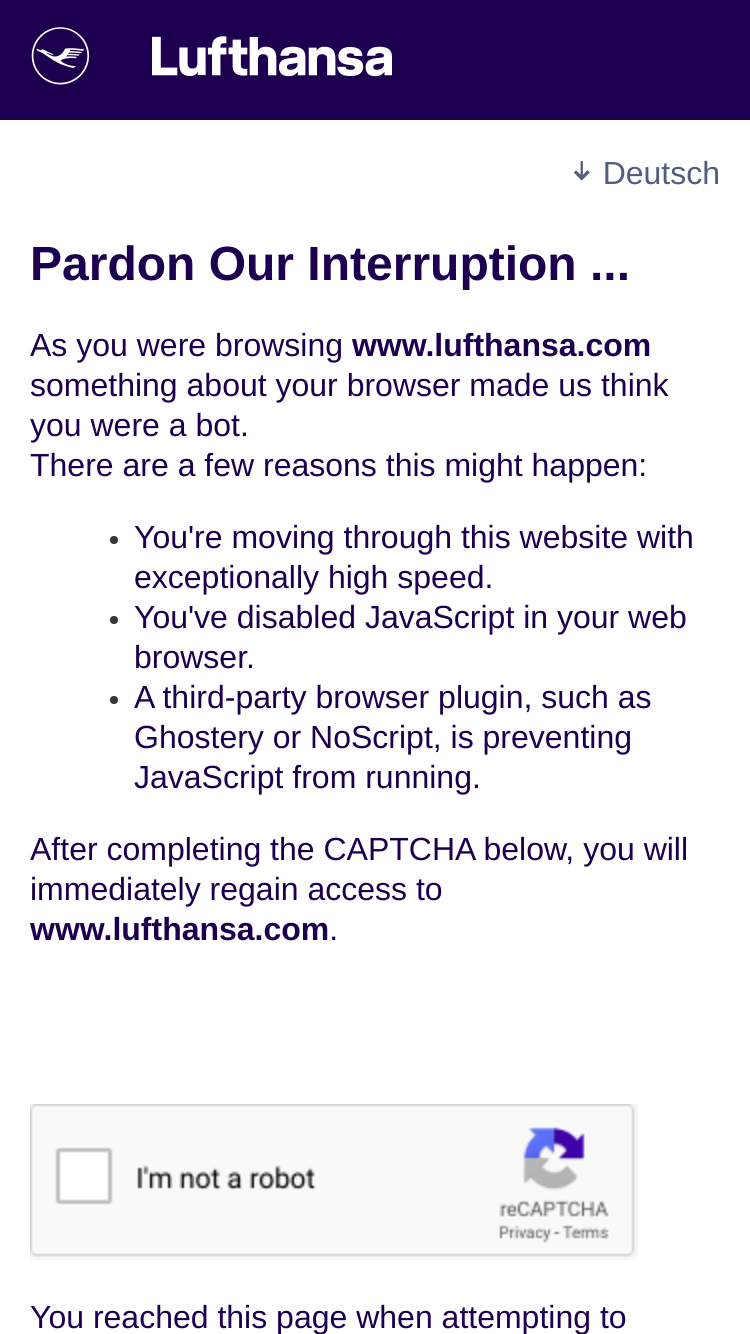 Lufthansa
Deutsch
Pardon Our Interruption ...
As you were browsing www.lufthansa.com
something about your browser made us think
you were a bot.
There are a few reasons this might happen:
• You're moving through this website with
exceptionally high speed.
• You've disabled JavaScript in your web
browser.
• A third-party browser plugin, such as
Ghostery or NoScript, is preventing
JavaScript from running.
After completing the CAPTCHA below, you will
immediately regain access to
www.lufthansa.com.
I'm not a robot
reCAPTCHA
Privacy - Terms
You reached this page when attempting to